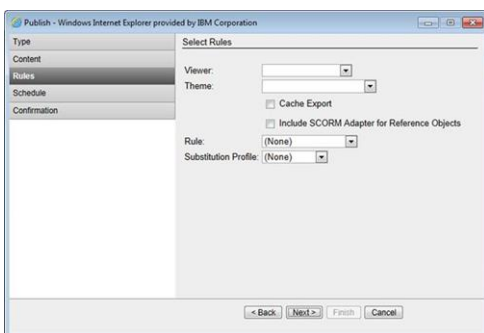 Publish - Windows Internet Explorer provided by IBM Corporation
Type
Content
Rules
Schedule
Confirmation
Select Rules
Viewer:
Theme:
Cache Export
Include SCORM Adapter for Reference Objects
Rule: (None)
Substitution Profile: (None)
< Back Next > Finish Cancel